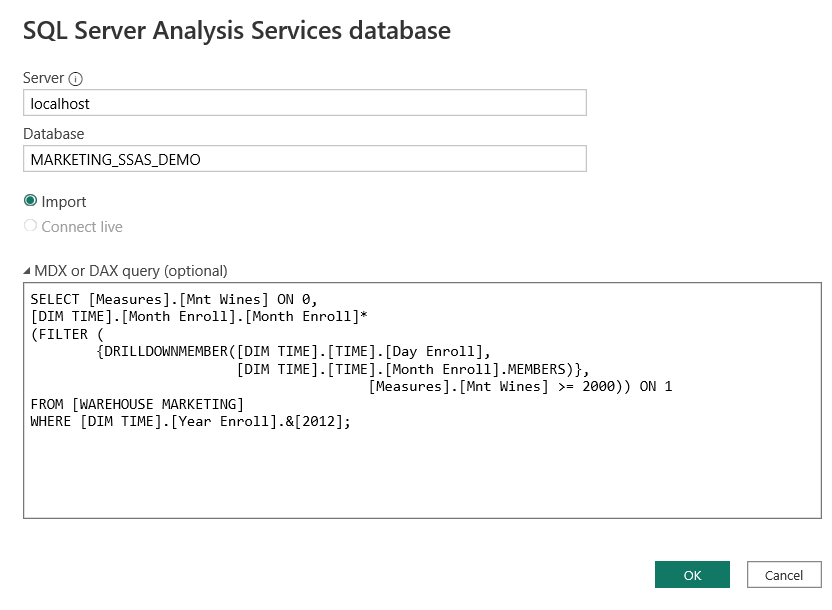 SQL Server Analysis Services database
Server
localhost
Database
MARKETING_SSAS_DEMO
Import
Connect live
MDX or DAX query (optional)
SELECT [Measures].[Mnt Wines] ON 0,
[DIM TIME].[Month Enroll].[Month Enroll]*
(FILTER (
{DRILLDOWNMEMBER([DIM TIME].[TIME].[Day Enroll],
[DIM TIME].[TIME].[Month Enroll].MEMBERS)},
[Measures].[Mnt Wines] >= 2000)) ON 1
FROM [WAREHOUSE MARKETING]
WHERE [DIM TIME].[Year Enroll].&[2012];
OK
Cancel